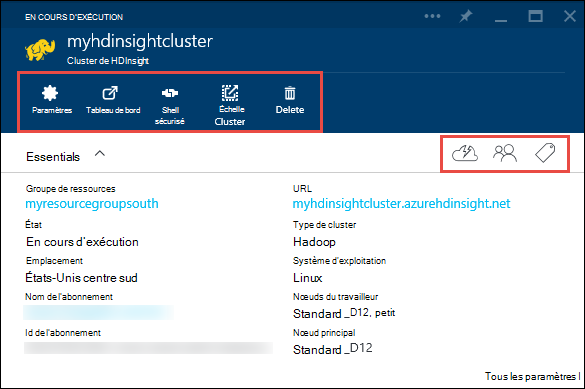 EN COURS D'EXÉCUTION
myhdinsightcluster
Cluster de HDInsight
Paramètres
Tableau de bord
Shell
sécurisé
Échelle
Cluster
Delete
Essentials
Groupe de ressources
myresourcegroupsouth
URL
myhdinsightcluster.azurehdinsight.net
État
En cours d'exécution
Type de cluster
Hadoop
Emplacement
États-Unis centre sud
Système d'exploitation
Linux
Nom de l'abonnement
Nœuds du travailleur
Standard _D12, petit
Id de l'abonnement
Nœud principal
Standard _D12
Tous les paramètres